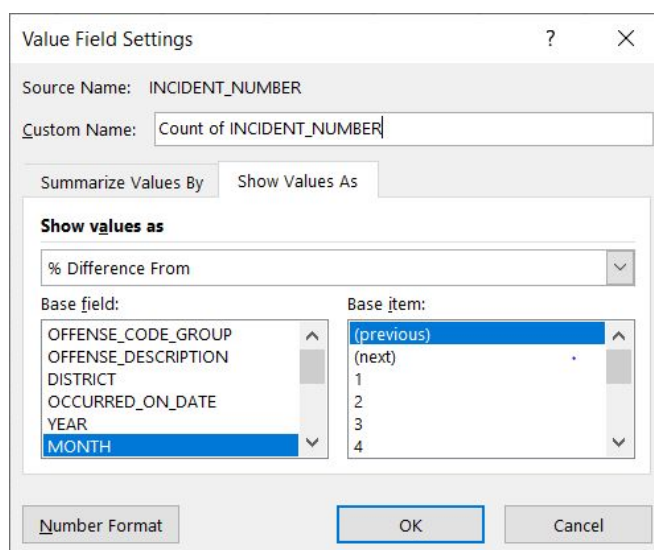 Value Field Settings ? X
Source Name: INCIDENT_NUMBER
Custom Name: Count of INCIDENT_NUMBER
Summarize Values By Show Values As
Show values as
% Difference From
Base field: Base item:
OFFENSE_CODE_GROUP (previous)
OFFENSE_DESCRIPTION (next)
DISTRICT 1
OCCURRED_ON_DATE 2
YEAR 3
MONTH 4
Number Format OK Cancel